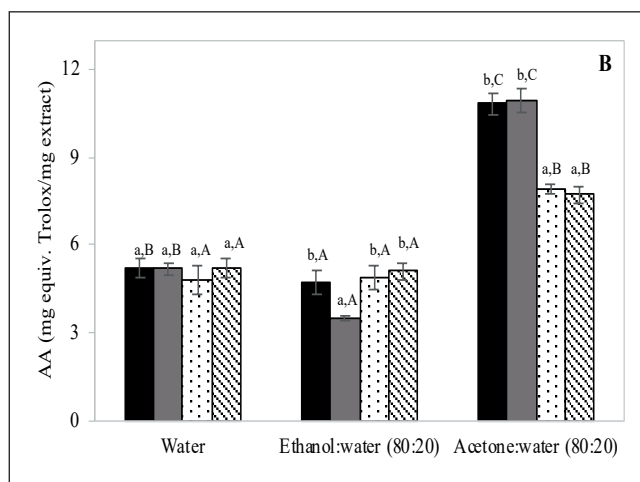 B
12
9
6
3
0
AA (mg equiv. Trolox/mg extract)
a,B a,B a,A a,A
b,A a,A b,A b,A
b,C b,C a,B a,B
Water Ethanol:water (80:20) Acetone:water (80:20)